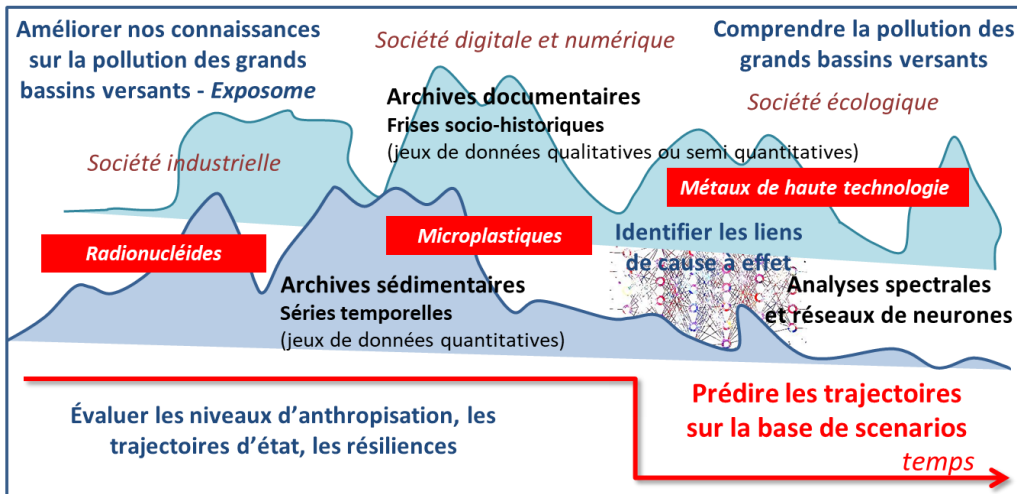 Améliorer nos connaissances
sur la pollution des grands
bassins versants - Exposome
Société digitale et numérique
Comprendre la pollution des
grands bassins versants
Société écologique
Archives documentaires
Frises socio-historiques
(jeux de données qualitatives ou semi quantitatives)
Société industrielle
Métaux de haute technologie
Radionucléides
Microplastiques
Identifier les liens
de cause à effet
Archives sédimentaires
Séries temporelles
(jeux de données quantitatives)
Analyses spectrales
et réseaux de neurones
Évaluer les niveaux d’anthropisation, les
trajectoires d’état, les résiliences
Prédire les trajectoires
sur la base de scenarios
temps